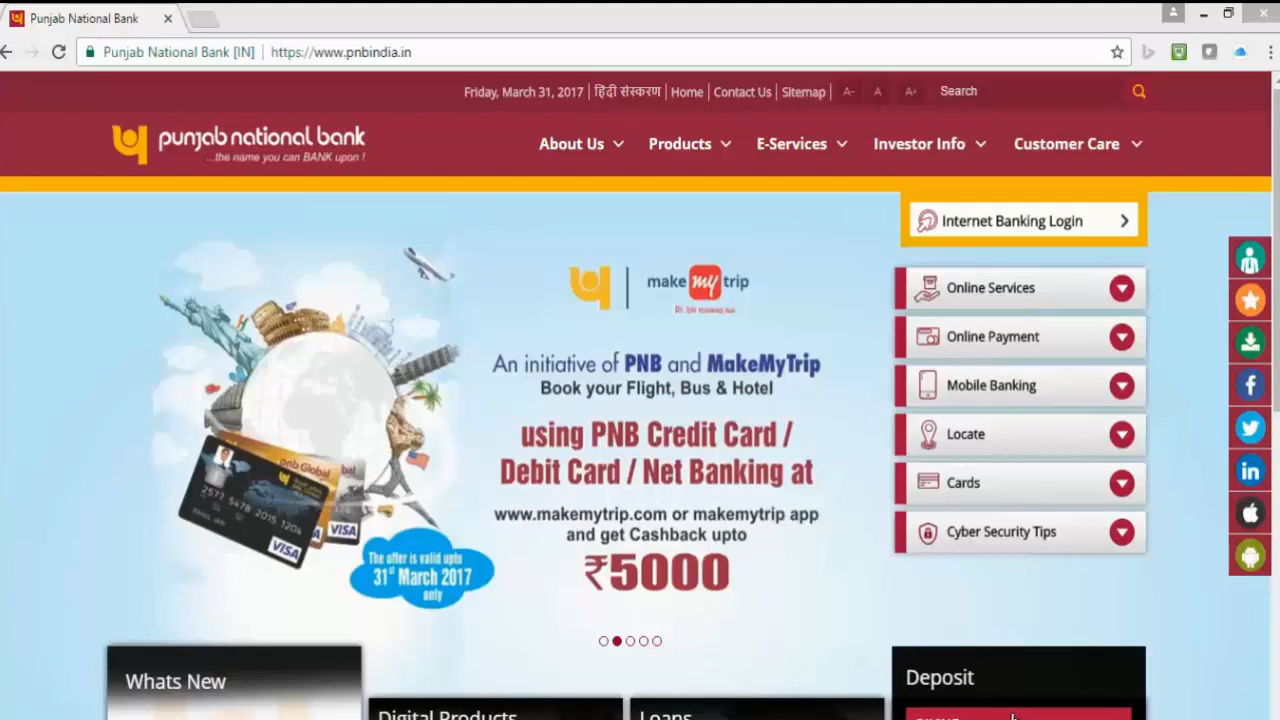 Punjab National Bank
Punjab National Bank [IN] | https://www.pnbindia.in
Friday, March 31, 2017 | हिंदी संस्करण | Home | Contact Us | Sitemap | A- A A+ Search
punjab national bank
...the name you can BANK upon !
About Us Products E-Services Investor Info Customer Care
Internet Banking Login
make my trip
Online Services
Online Payment
An initiative of PNB and MakeMyTrip
Book your Flight, Bus & Hotel
Mobile Banking
using PNB Credit Card /
Debit Card / Net Banking at
Locate
pnb Global
Cards
www.makemytrip.com or makemytrip app
and get Cashback upto
₹5000
Cyber Security Tips
VISA
VISA
The offer is valid upto
31st March 2017
only
Whats New
Deposit
Digital Products
Loans